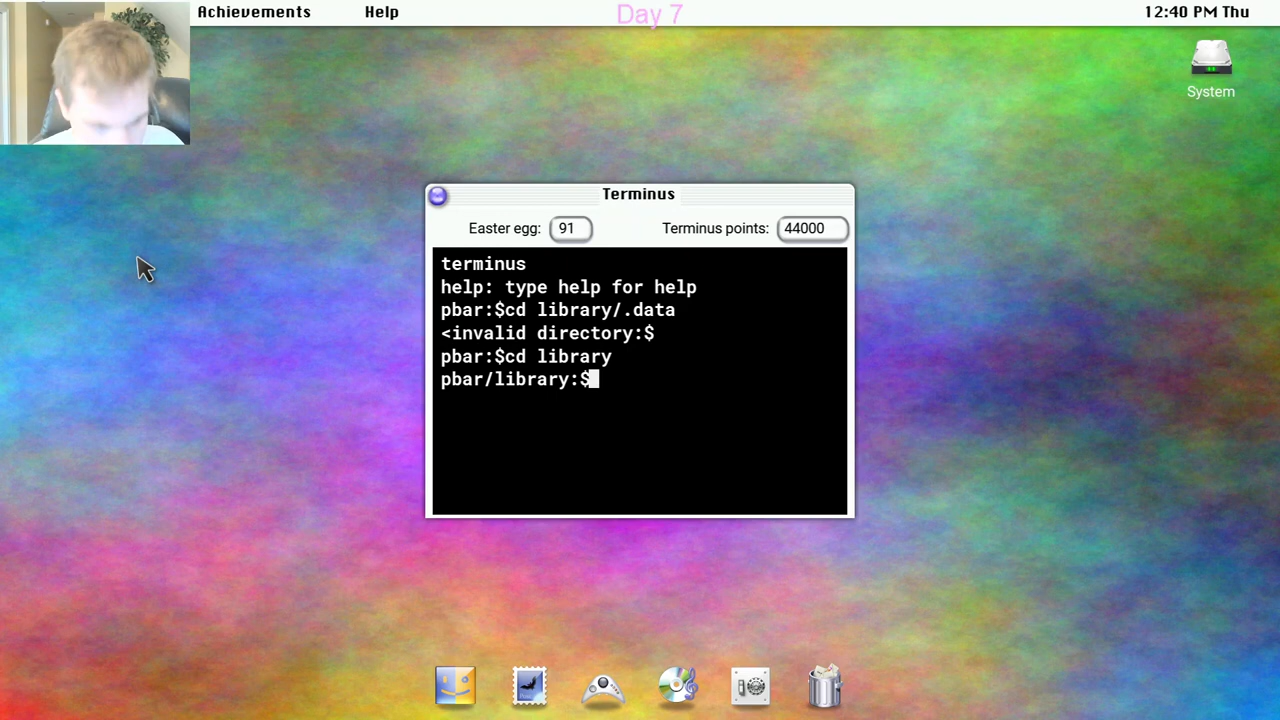 Achievements
Help
Day 7
12:40 PM Thu
System
Terminus
Easter egg: 91
Terminus points: 44000
terminus
help: type help for help
pbar:$cd library/.data
<invalid directory:$
pbar:$cd library
pbar/library:$